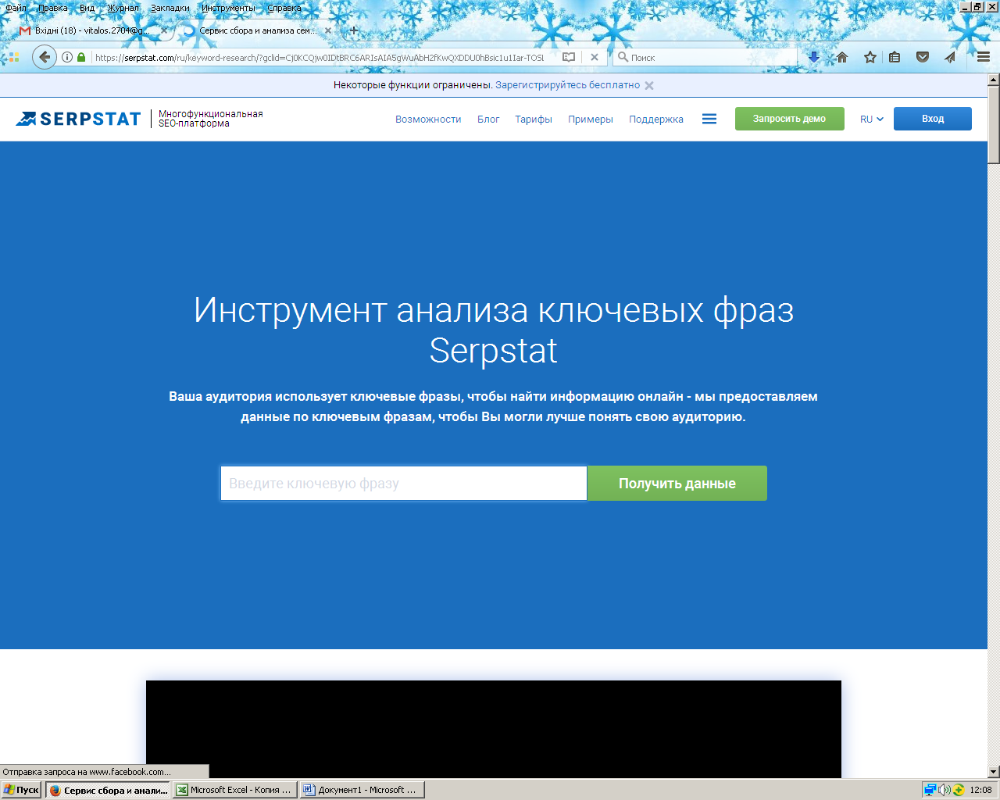 Файл Правка Вид Журнал Закладки Инструменты Справка
Вхідні (18) - vitalos.2704@g...
Сервис сбора и анализа сем...
https://serpstat.com/ru/keyword-research/?gclid=Cj0KCQjw0IDtBRC6ARIsAIA5gWuAbH2fKwQXDDU0hBsic1u1Iar-TOSl
Поиск
Некоторые функции ограничены. Зарегистрируйтесь бесплатно
SERPSTAT
Многофункциональная
SEO-платформа
Возможности Блог Тарифы Примеры Поддержка
Запросить демо
RU
Вход
Инструмент анализа ключевых фраз
Serpstat
Ваша аудитория использует ключевые фразы, чтобы найти информацию онлайн - мы предоставляем
данные по ключевым фразам, чтобы Вы могли лучше понять свою аудиторию.
Введите ключевую фразу
Получить данные
Отправка запроса на www.facebook.com...
Пуск
Сервис сбора и анали...
Microsoft Excel - Копия ...
Документ1 - Microsoft ...
12:08